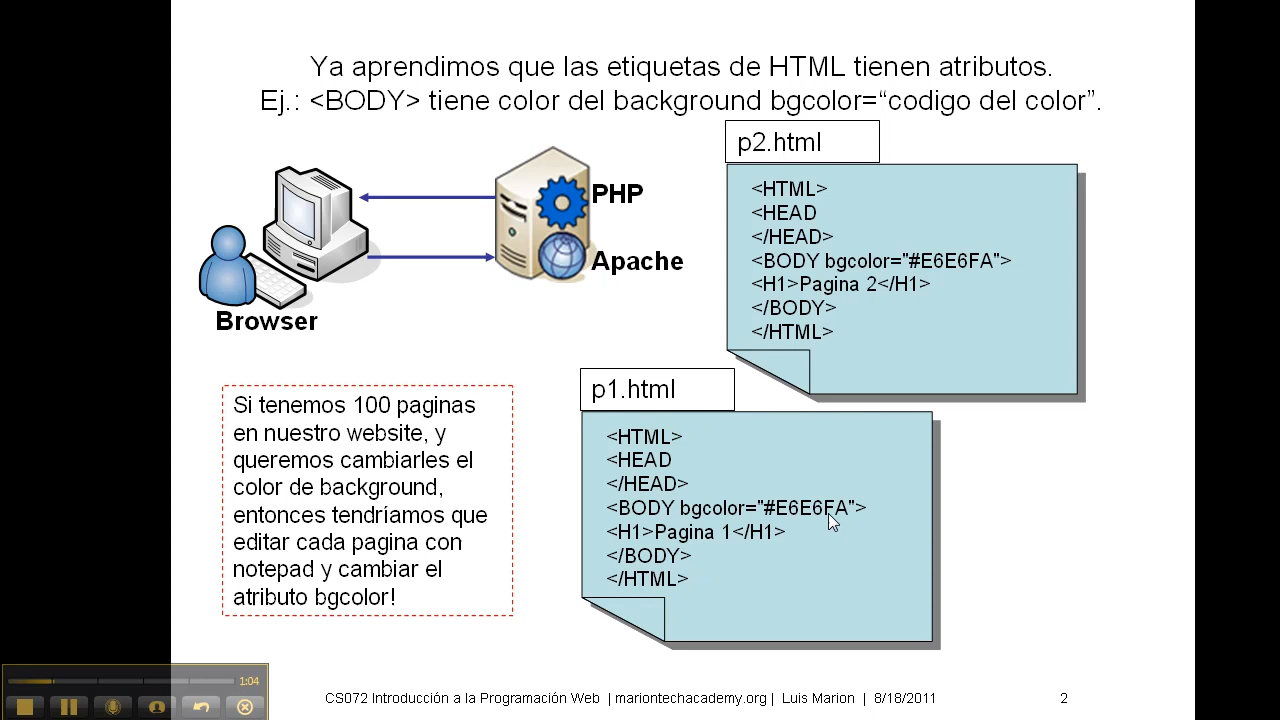 Ya aprendimos que las etiquetas de HTML tienen atributos.
Ej.: <BODY> tiene color del background bgcolor=“codigo del color”.
p2.html
<HTML>
<HEAD
</HEAD>
<BODY bgcolor="#E6E6FA">
<H1>Pagina 2</H1>
</BODY>
</HTML>
PHP
Apache
Browser
p1.html
<HTML>
<HEAD
</HEAD>
<BODY bgcolor="#E6E6FA">
<H1>Pagina 1</H1>
</BODY>
</HTML>
Si tenemos 100 paginas
en nuestro website, y
queremos cambiarles el
color de background,
entonces tendríamos que
editar cada pagina con
notepad y cambiar el
atributo bgcolor!
1:04
CS072 Introducción a la Programación Web | mariontechacademy.org | Luis Marion | 8/18/2011
2